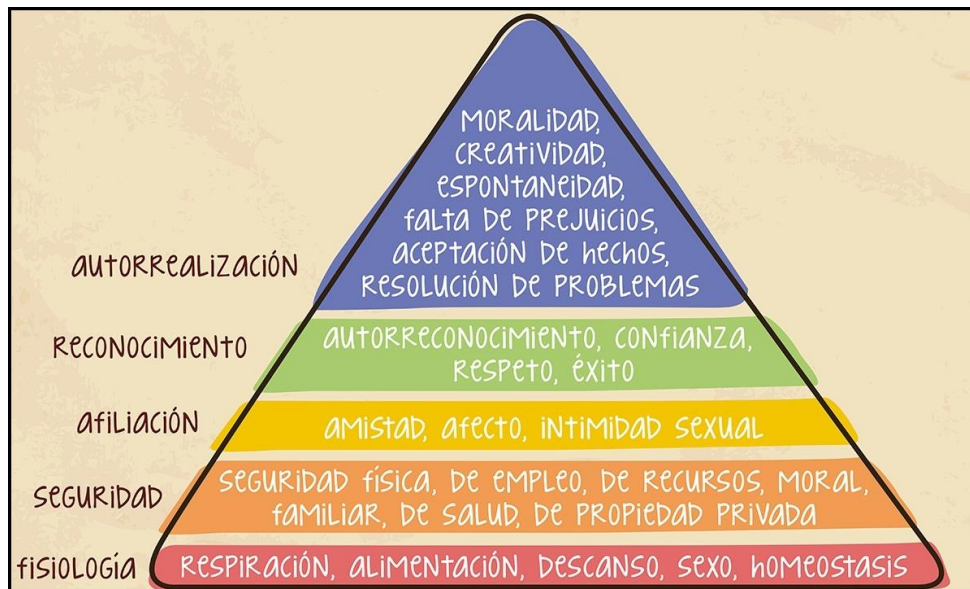 MORALIDAD,
CREATIVIDAD,
ESPONTANEIDAD,
FALTA DE PREJUICIOS,
ACEPTACIÓN DE HECHOS,
RESOLUCIÓN DE PROBLEMAS
AUTORREALIZACIÓN
RECONOCIMIENTO
AUTORRECONOCIMIENTO, CONFIANZA,
RESPETO, ÉXITO
AFILIACIÓN
AMISTAD, AFECTO, INTIMIDAD SEXUAL
SEGURIDAD
SEGURIDAD FÍSICA, DE EMPLEO, DE RECURSOS, MORAL,
FAMILIAR, DE SALUD, DE PROPIEDAD PRIVADA
FISIOLOGÍA
RESPIRACIÓN, ALIMENTACIÓN, DESCANSO, SEXO, HOMEOSTASIS